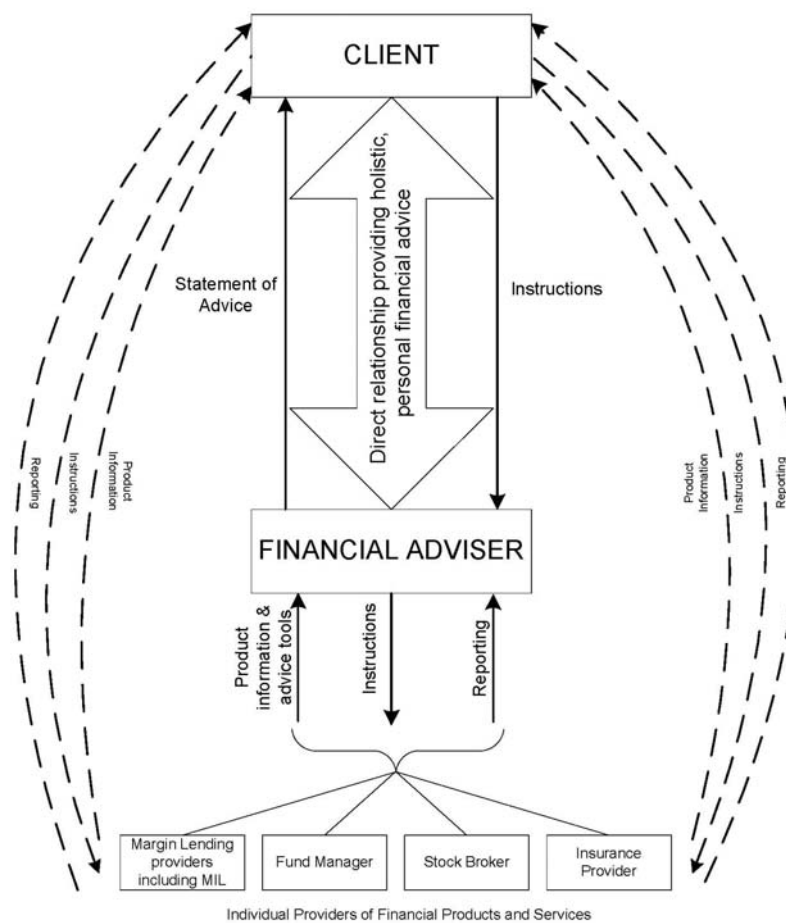 CLIENT
Direct relationship providing holistic,
personal financial advice
Statement of
Advice
Instructions
Reporting
Instructions
Product
Information
Product
Information
Instructions
Reporting
FINANCIAL ADVISER
Product
information &
advice tools
Instructions
Reporting
Margin Lending
providers
including MIL
Fund Manager
Stock Broker
Insurance
Provider
Individual Providers of Financial Products and Services